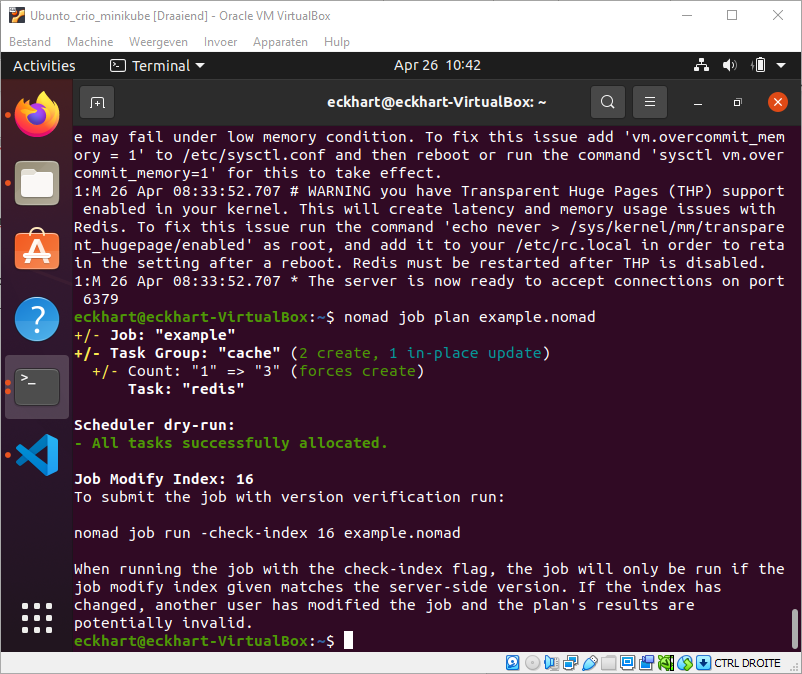 Ubunto_crio_minikube [Draaiend] - Oracle VM VirtualBox
Bestand Machine Weergeven Invoer Apparaten Hulp
Activities Terminal Apr 26 10:42
eckhart@eckhart-VirtualBox: ~
e may fail under low memory condition. To fix this issue add 'vm.overcommit_mem
ory = 1' to /etc/sysctl.conf and then reboot or run the command 'sysctl vm.over
commit_memory=1' for this to take effect.
1:M 26 Apr 08:33:52.707 # WARNING you have Transparent Huge Pages (THP) support
 enabled in your kernel. This will create latency and memory usage issues with
Redis. To fix this issue run the command 'echo never > /sys/kernel/mm/transpare
nt_hugepage/enabled' as root, and add it to your /etc/rc.local in order to reta
in the setting after a reboot. Redis must be restarted after THP is disabled.
1:M 26 Apr 08:33:52.707 * The server is now ready to accept connections on port
 6379
eckhart@eckhart-VirtualBox:~$ nomad job plan example.nomad
+/- Job: "example"
+/- Task Group: "cache" (2 create, 1 in-place update)
  +/- Count: "1" => "3" (forces create)
      Task: "redis"
Scheduler dry-run:
- All tasks successfully allocated.
Job Modify Index: 16
To submit the job with version verification run:
nomad job run -check-index 16 example.nomad
When running the job with the check-index flag, the job will only be run if the
job modify index given matches the server-side version. If the index has
changed, another user has modified the job and the plan's results are
potentially invalid.
eckhart@eckhart-VirtualBox:~$
CTRL DROITE